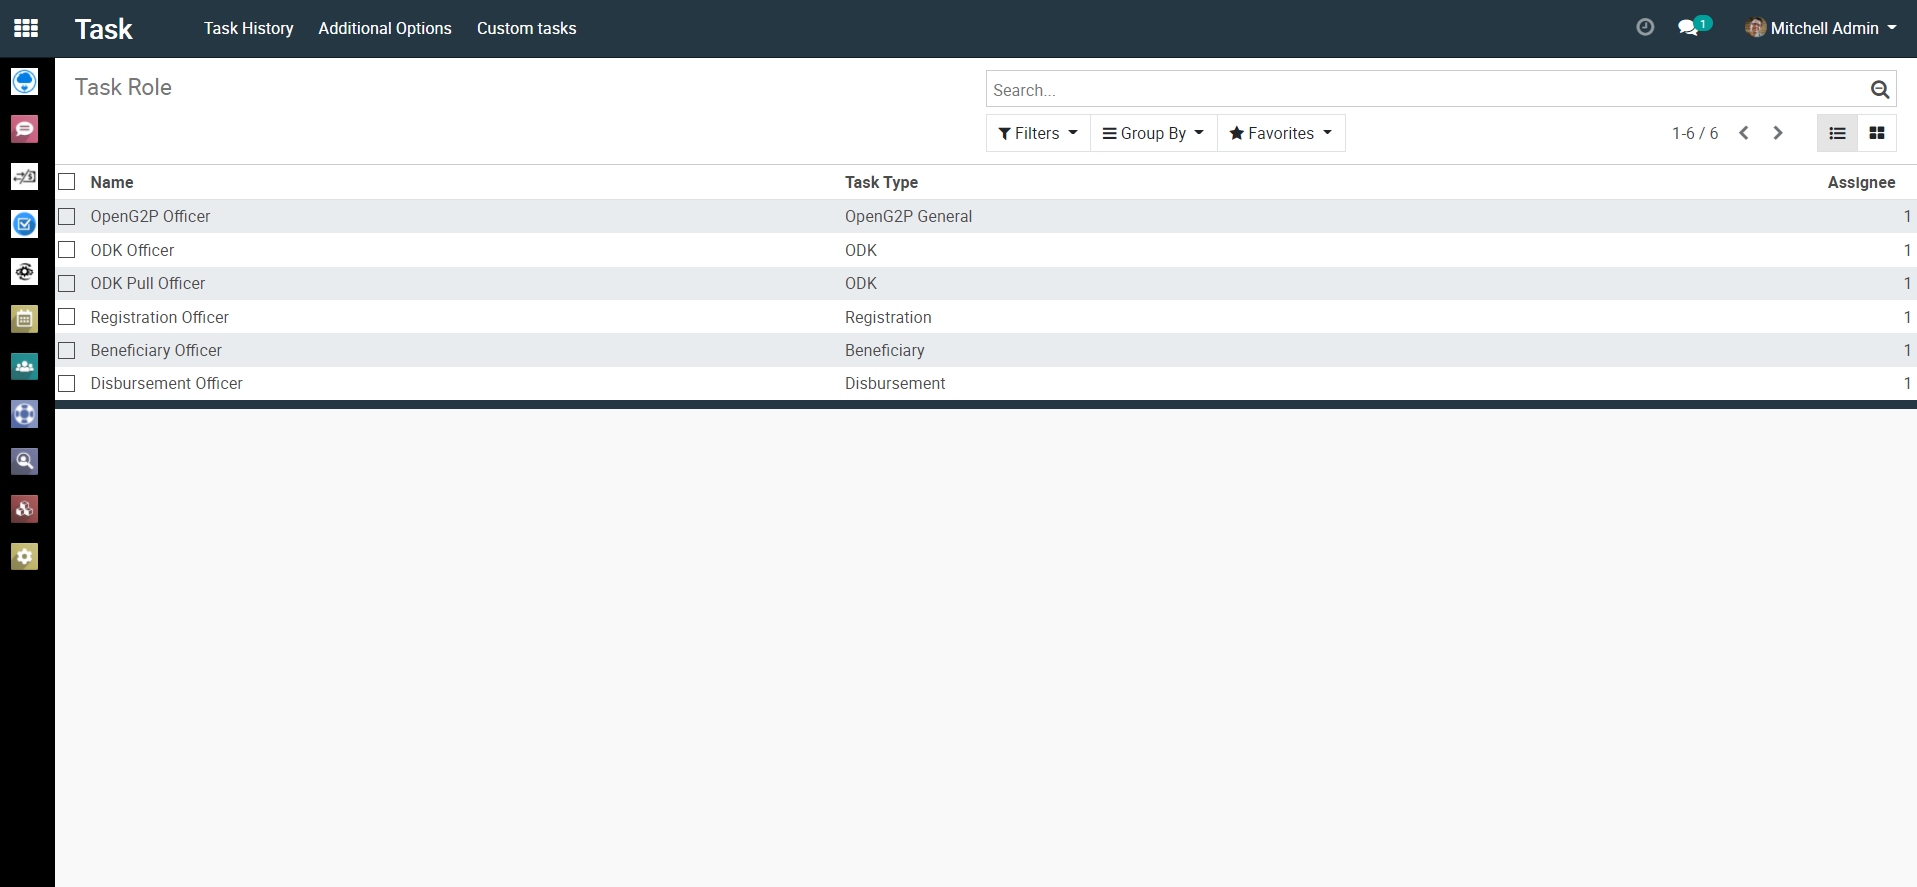 Task Task History Additional Options Custom tasks 1 Mitchell Admin
Task Role
Search...
Filters Group By Favorites 1-6 / 6
Name Task Type Assignee
OpenG2P Officer OpenG2P General 1
ODK Officer ODK 1
ODK Pull Officer ODK 1
Registration Officer Registration 1
Beneficiary Officer Beneficiary 1
Disbursement Officer Disbursement 1